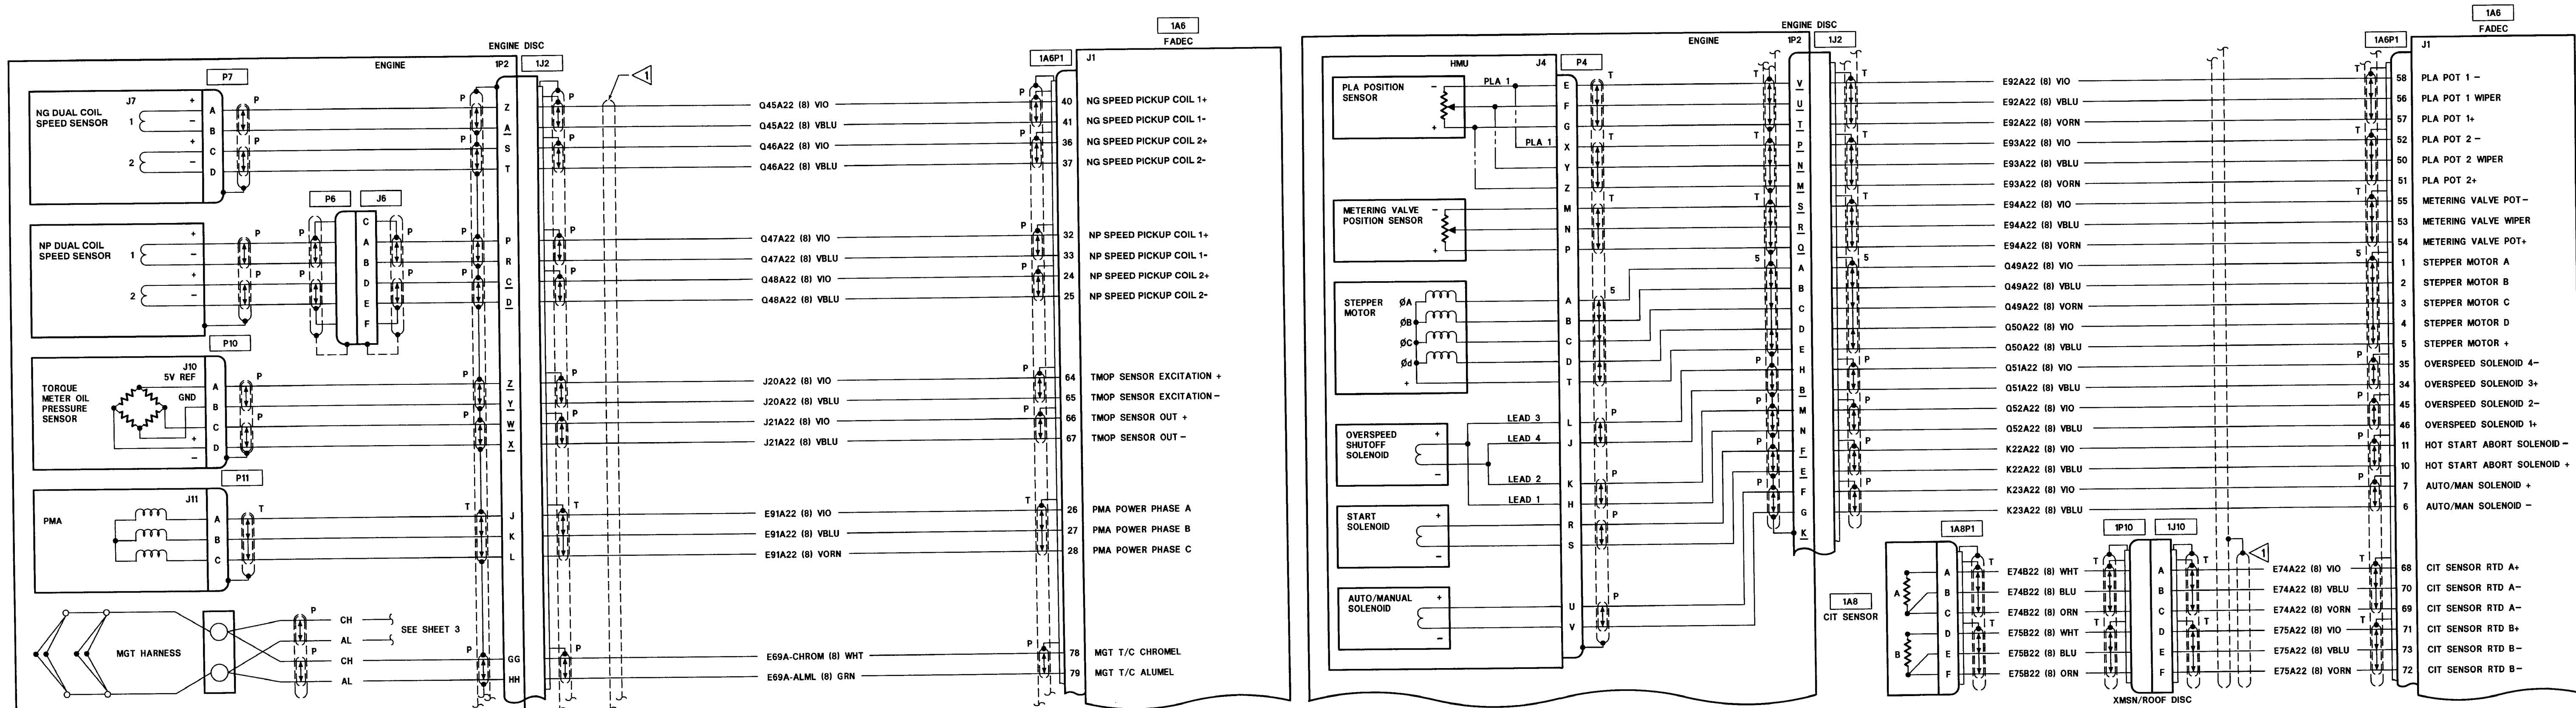 1A6
FADEC
ENGINE DISC
ENGINE
1P2
1J2
1
1A6P1
J1
P7
J7
NG DUAL COIL
SPEED SENSOR
1
2
+
−
+
−
A
B
C
D
P
P
P
P
Z
A
S
T
P
P
Q45A22 (8) VIO
Q45A22 (8) VBLU
Q46A22 (8) VIO
Q46A22 (8) VBLU
P
P
40 NG SPEED PICKUP COIL 1+
41 NG SPEED PICKUP COIL 1-
36 NG SPEED PICKUP COIL 2+
37 NG SPEED PICKUP COIL 2-
P6
J6
NP DUAL COIL
SPEED SENSOR
1
2
+
−
+
−
P
P
P
P
C
A
B
D
E
F
P
P
P
P
P
R
C
D
P
P
Q47A22 (8) VIO
Q47A22 (8) VBLU
Q48A22 (8) VIO
Q48A22 (8) VBLU
P
P
32 NP SPEED PICKUP COIL 1+
33 NP SPEED PICKUP COIL 1-
24 NP SPEED PICKUP COIL 2+
25 NP SPEED PICKUP COIL 2-
P10
J10
5V REF
GND
+
−
TORQUE
METER OIL
PRESSURE
SENSOR
A
B
C
D
P
P
P
P
Z
Y
W
X
P
P
J20A22 (8) VIO
J20A22 (8) VBLU
J21A22 (8) VIO
J21A22 (8) VBLU
P
P
64 TMOP SENSOR EXCITATION +
65 TMOP SENSOR EXCITATION −
66 TMOP SENSOR OUT +
67 TMOP SENSOR OUT −
P11
J11
PMA
A
B
C
T
T
J
K
L
T
E91A22 (8) VIO
E91A22 (8) VBLU
E91A22 (8) VORN
T
26 PMA POWER PHASE A
27 PMA POWER PHASE B
28 PMA POWER PHASE C
MGT HARNESS
P
CH
AL
SEE SHEET 3
P
CH
AL
P
GG
HH
P
E69A-CHROM (8) WHT
E69A-ALML (8) GRN
P
78 MGT T/C CHROMEL
79 MGT T/C ALUMEL
1A6
FADEC
ENGINE DISC
ENGINE
1P2
1J2
1A6P1
J1
HMU
J4
P4
PLA POSITION
SENSOR
−
+
PLA 1
PLA 1
E
F
G
X
Y
Z
T
T
T
T
V
U
T
P
N
M
T
T
E92A22 (8) VIO
E92A22 (8) VBLU
E92A22 (8) VORN
E93A22 (8) VIO
E93A22 (8) VBLU
E93A22 (8) VORN
T
T
58 PLA POT 1 −
56 PLA POT 1 WIPER
57 PLA POT 1+
52 PLA POT 2 −
50 PLA POT 2 WIPER
51 PLA POT 2+
METERING VALVE
POSITION SENSOR
−
+
M
N
P
T
T
S
R
Q
T
E94A22 (8) VIO
E94A22 (8) VBLU
E94A22 (8) VORN
T
55 METERING VALVE POT−
53 METERING VALVE WIPER
54 METERING VALVE POT+
STEPPER
MOTOR
ØA
ØB
ØC
Ød
+
A
B
C
D
T
5
5
A
B
C
D
E
5
Q49A22 (8) VIO
Q49A22 (8) VBLU
Q49A22 (8) VORN
Q50A22 (8) VIO
Q50A22 (8) VBLU
5
1 STEPPER MOTOR A
2 STEPPER MOTOR B
3 STEPPER MOTOR C
4 STEPPER MOTOR D
5 STEPPER MOTOR +
OVERSPEED
SHUTOFF
SOLENOID
+
−
LEAD 3
LEAD 4
LEAD 2
LEAD 1
L
J
K
H
P
P
P
P
H
B
M
N
P
P
Q51A22 (8) VIO
Q51A22 (8) VBLU
Q52A22 (8) VIO
Q52A22 (8) VBLU
P
P
35 OVERSPEED SOLENOID 4−
34 OVERSPEED SOLENOID 3+
45 OVERSPEED SOLENOID 2−
46 OVERSPEED SOLENOID 1+
START
SOLENOID
+
−
R
S
P
P
F
E
P
K22A22 (8) VIO
K22A22 (8) VBLU
P
11 HOT START ABORT SOLENOID −
10 HOT START ABORT SOLENOID +
AUTO/MANUAL
SOLENOID
+
−
U
V
P
P
F
G
K
P
K23A22 (8) VIO
K23A22 (8) VBLU
P
7 AUTO/MAN SOLENOID +
6 AUTO/MAN SOLENOID −
1A8P1
1P10
1J10
1
1A8
CIT SENSOR
A
B
A
B
C
D
E
F
T
T
E74B22 (8) WHT
E74B22 (8) BLU
E74B22 (8) ORN
E75B22 (8) WHT
E75B22 (8) BLU
E75B22 (8) ORN
T
T
A
B
C
D
E
F
T
T
E74A22 (8) VIO
E74A22 (8) VBLU
E74A22 (8) VORN
E75A22 (8) VIO
E75A22 (8) VBLU
E75A22 (8) VORN
T
T
68 CIT SENSOR RTD A+
70 CIT SENSOR RTD A−
69 CIT SENSOR RTD A−
71 CIT SENSOR RTD B+
73 CIT SENSOR RTD B−
72 CIT SENSOR RTD B−
XMSN/ROOF DISC